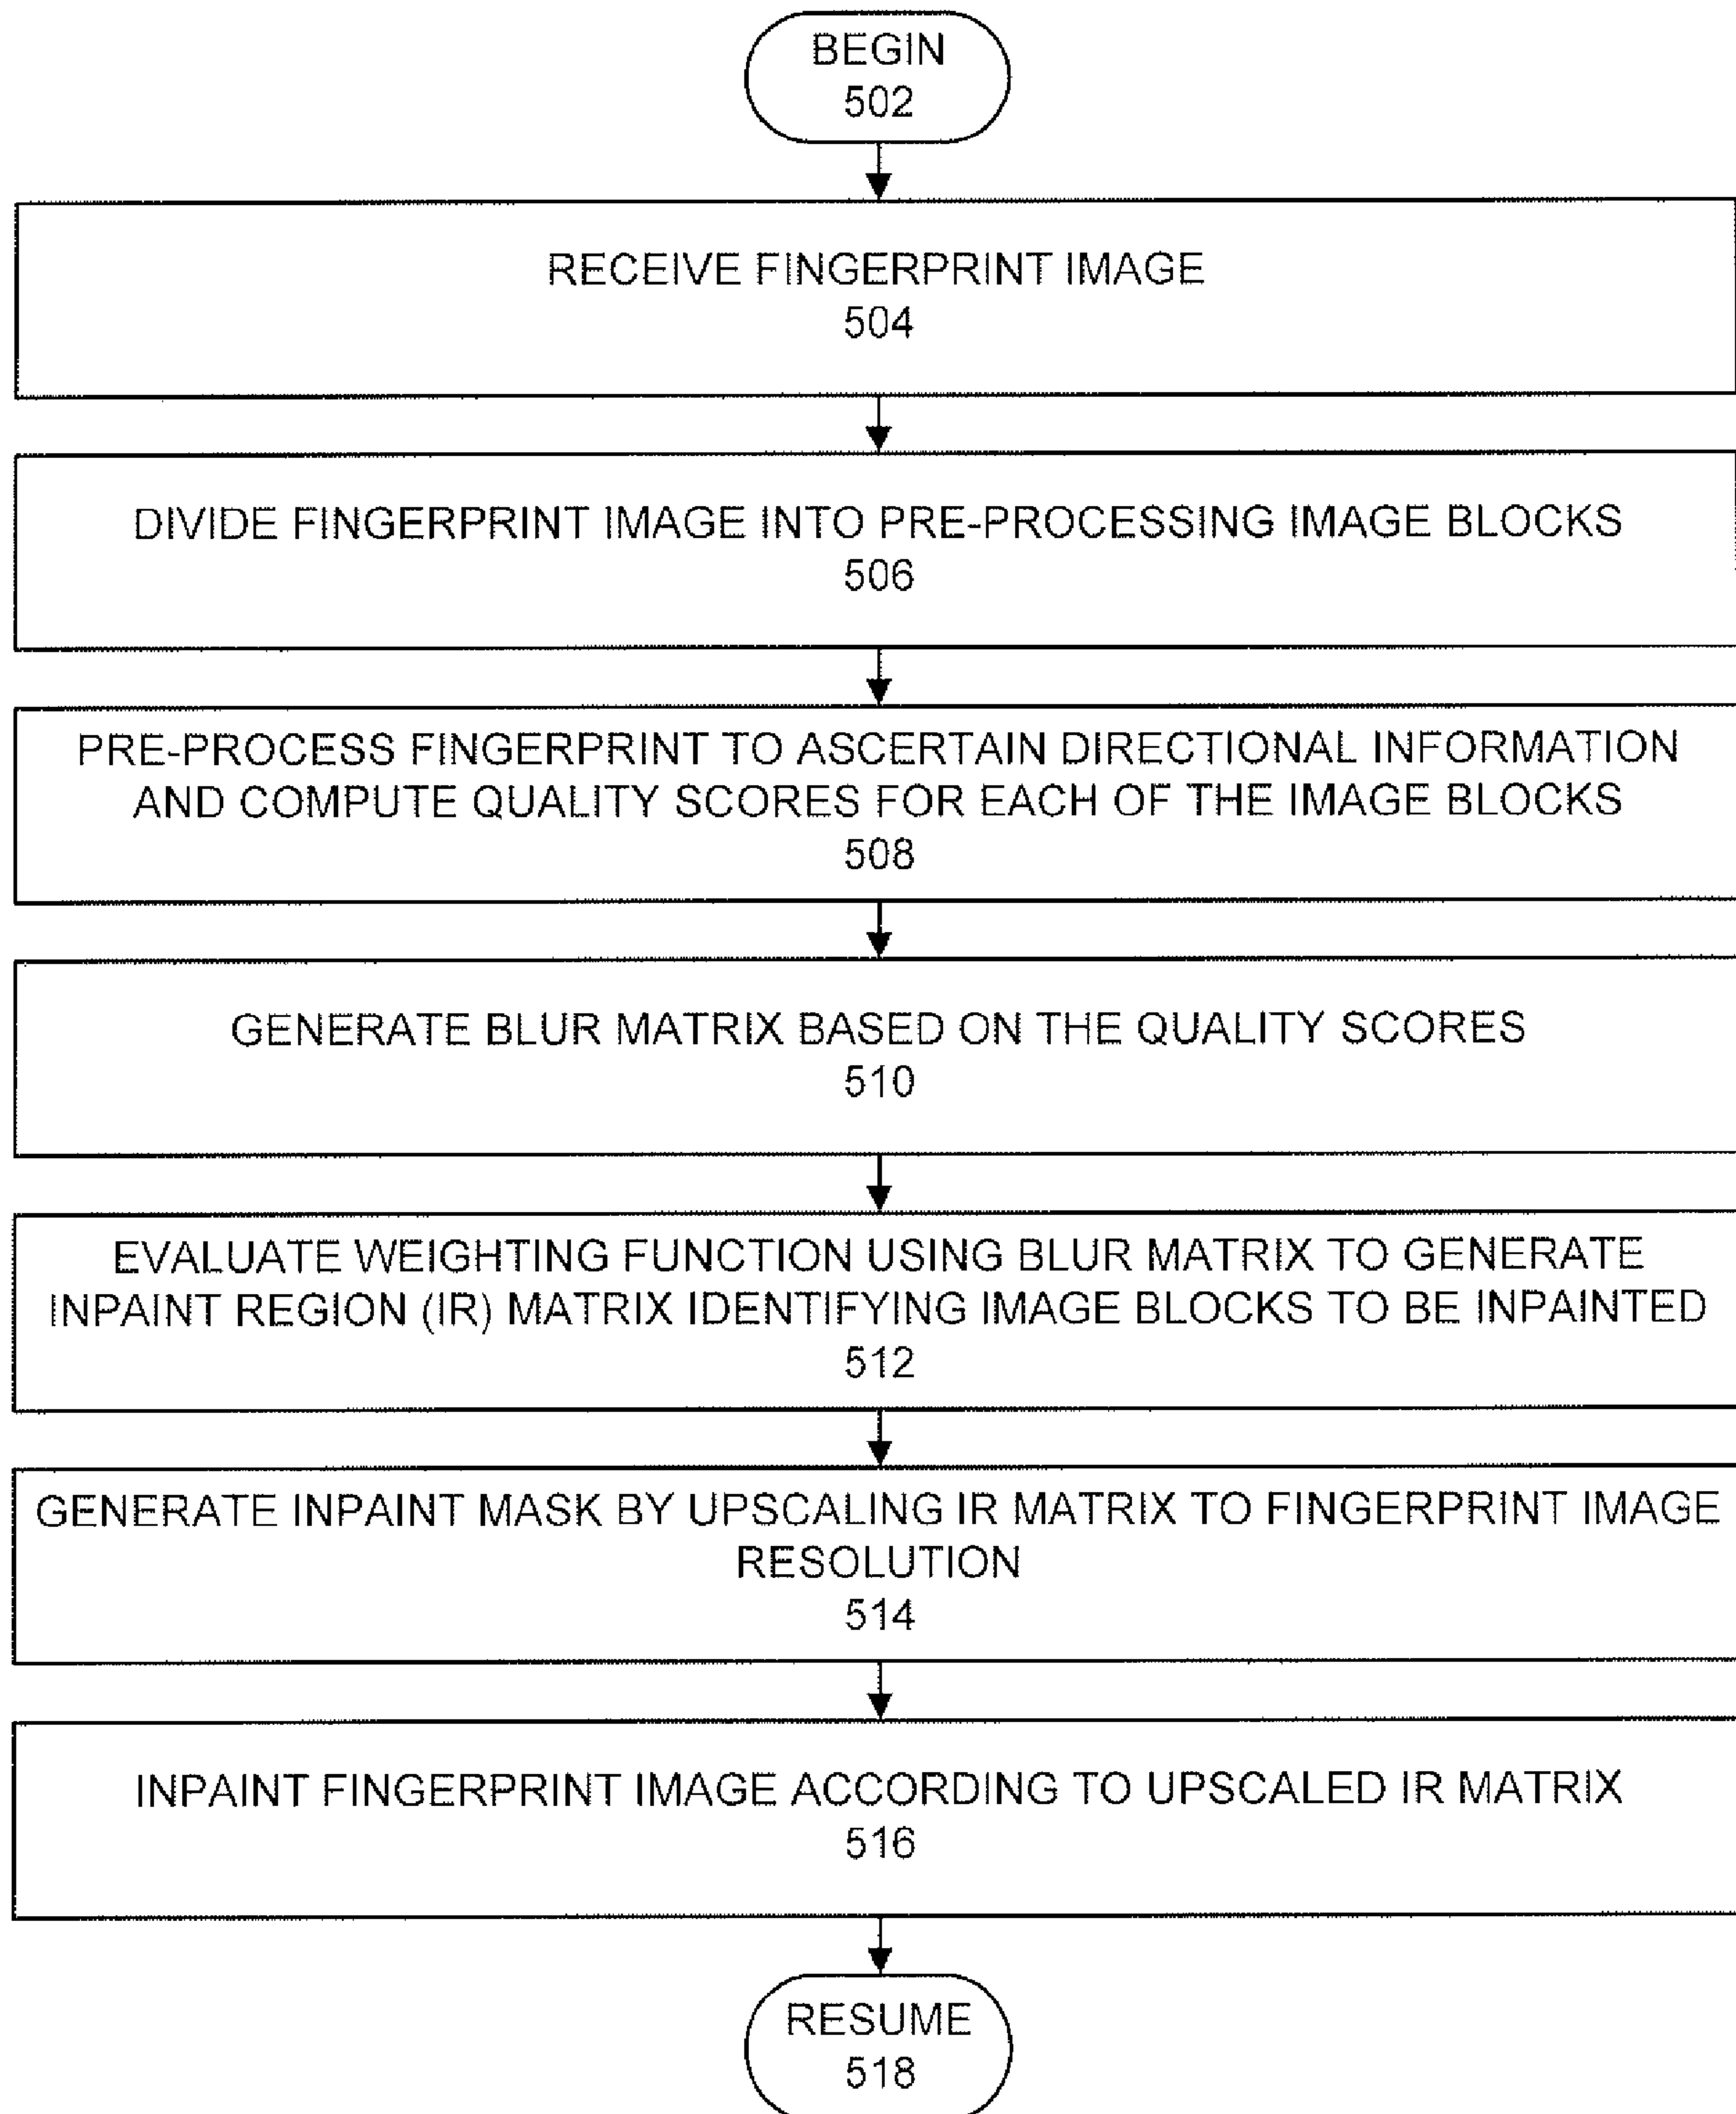 BEGIN
502
RECEIVE FINGERPRINT IMAGE
504
DIVIDE FINGERPRINT IMAGE INTO PRE-PROCESSING IMAGE BLOCKS
506
PRE-PROCESS FINGERPRINT TO ASCERTAIN DIRECTIONAL INFORMATION
AND COMPUTE QUALITY SCORES FOR EACH OF THE IMAGE BLOCKS
508
GENERATE BLUR MATRIX BASED ON THE QUALITY SCORES
510
EVALUATE WEIGHTING FUNCTION USING BLUR MATRIX TO GENERATE
INPAINT REGION (IR) MATRIX IDENTIFYING IMAGE BLOCKS TO BE INPAINTED
512
GENERATE INPAINT MASK BY UPSCALING IR MATRIX TO FINGERPRINT IMAGE
RESOLUTION
514
INPAINT FINGERPRINT IMAGE ACCORDING TO UPSCALED IR MATRIX
516
RESUME
518